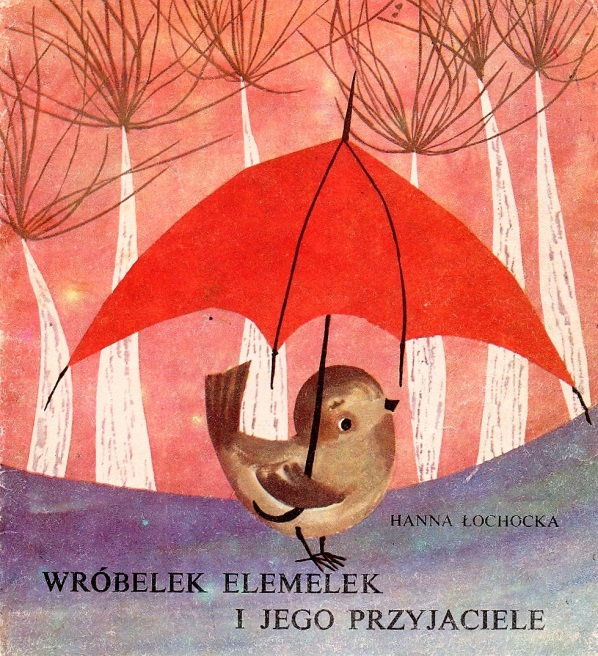 HANNA ŁOCHOCKA
WRÓBELEK ELEMELEK
I JEGO PRZYJACIELE